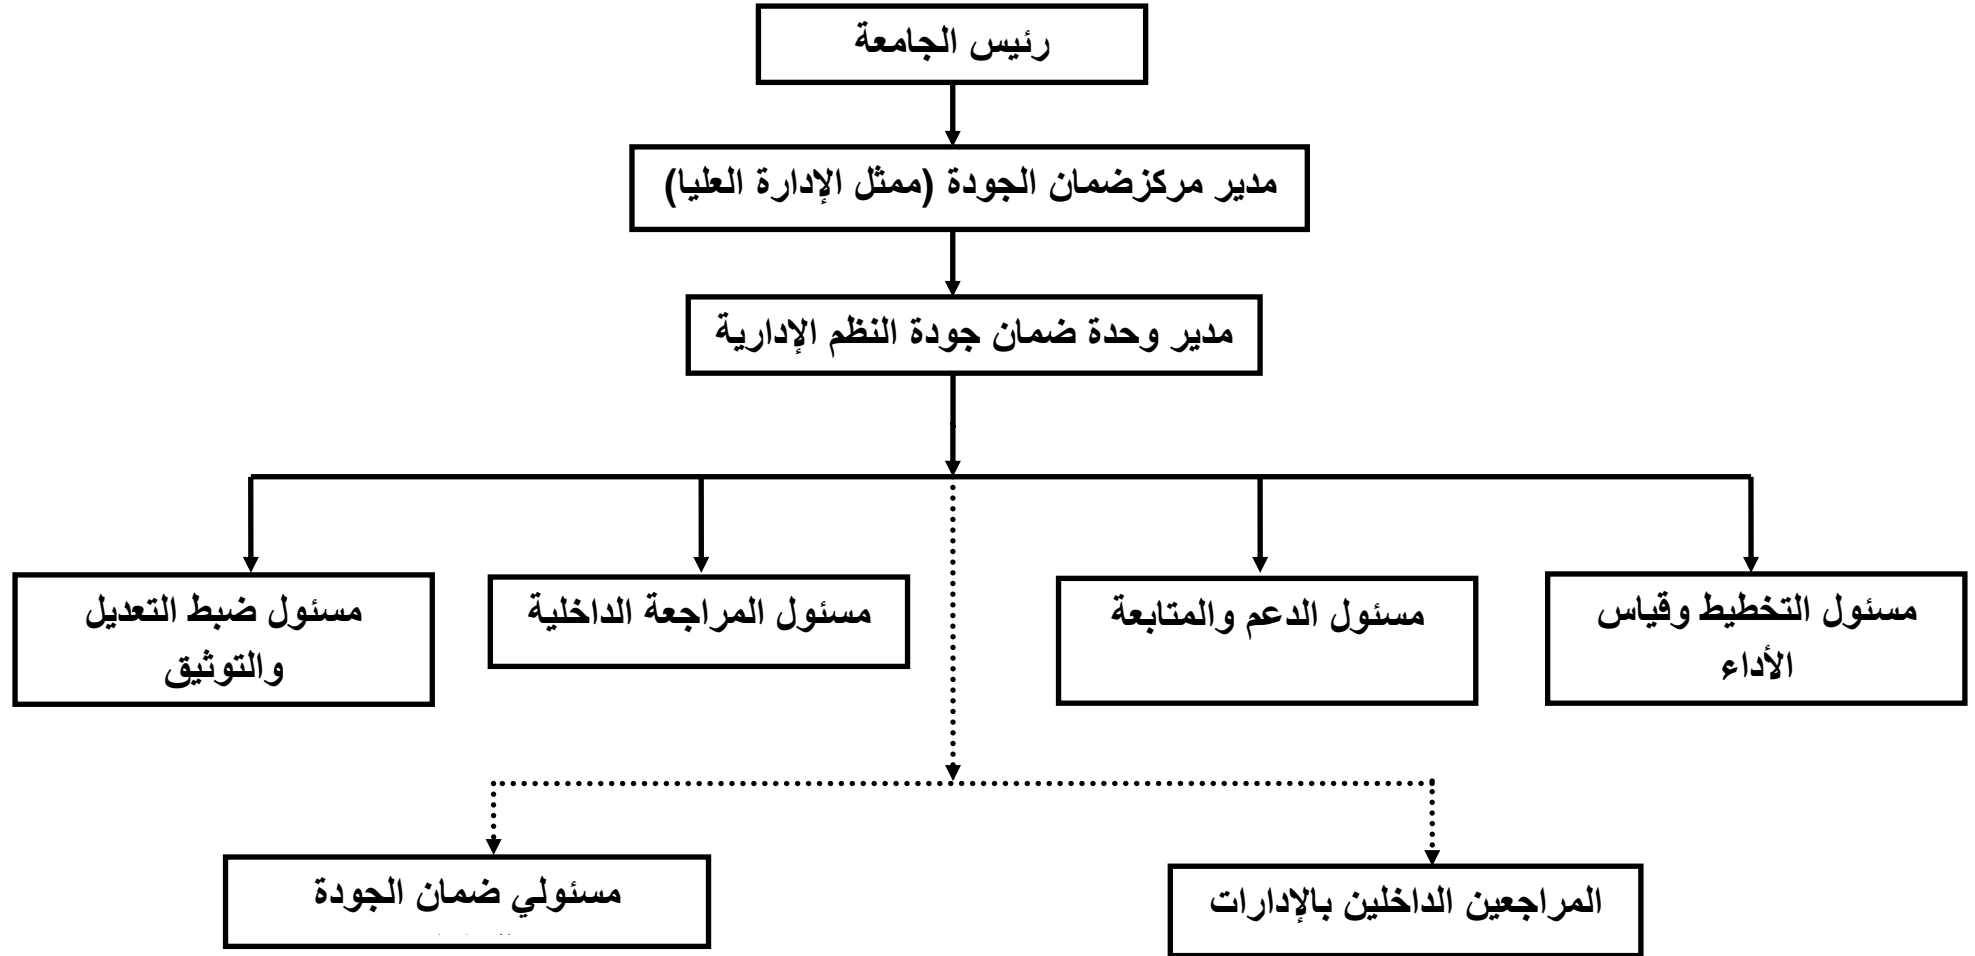 رئيس الجامعة
مدير مركزضمان الجودة (ممثل الإدارة العليا)
مدير وحدة ضمان جودة النظم الإدارية
مسئول التخطيط وقياس
الأداء
مسئول الدعم والمتابعة
مسئول المراجعة الداخلية
مسئول ضبط التعديل
والتوثيق
المراجعين الداخلين بالإدارات
مسئولي ضمان الجودة